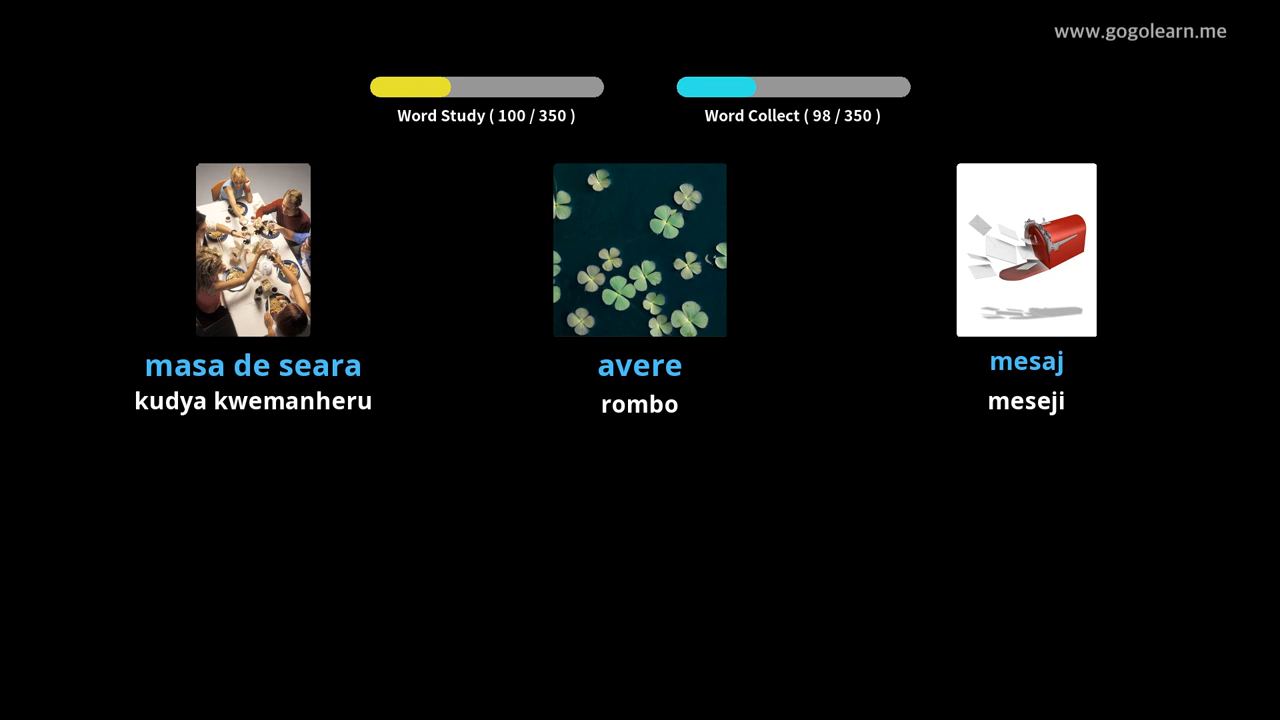 www.gogolearn.me
Word Study ( 100 / 350 )
Word Collect ( 98 / 350 )
masa de seara
kudya kwemanheru
avere
rombo
mesaj
meseji